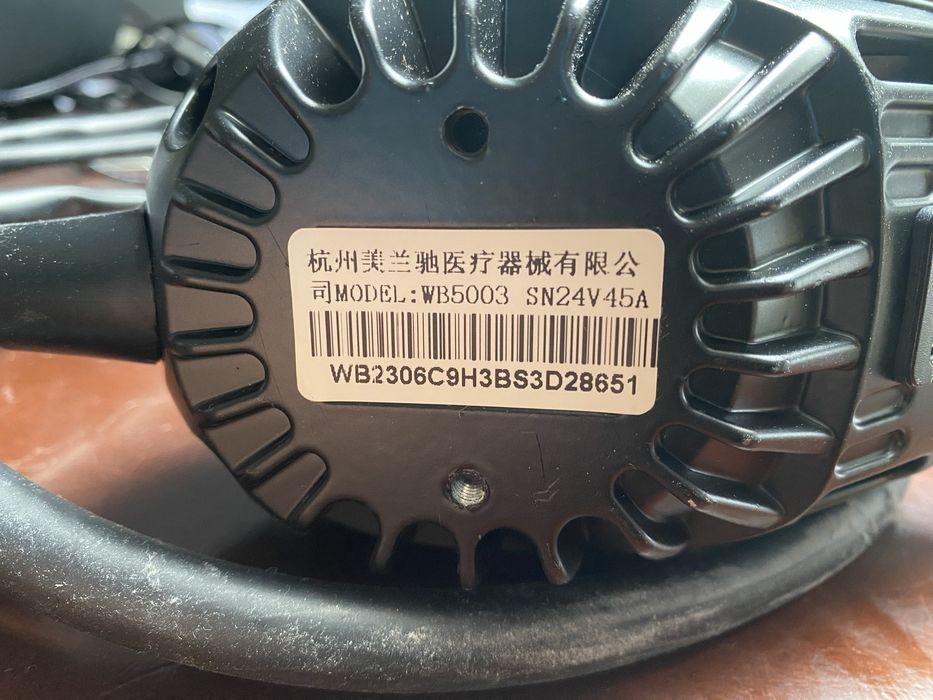 杭州美兰驰医疗器械有限公
司MODEL:WB5003 SN24V45A
WB2306C9H3BS3D28651